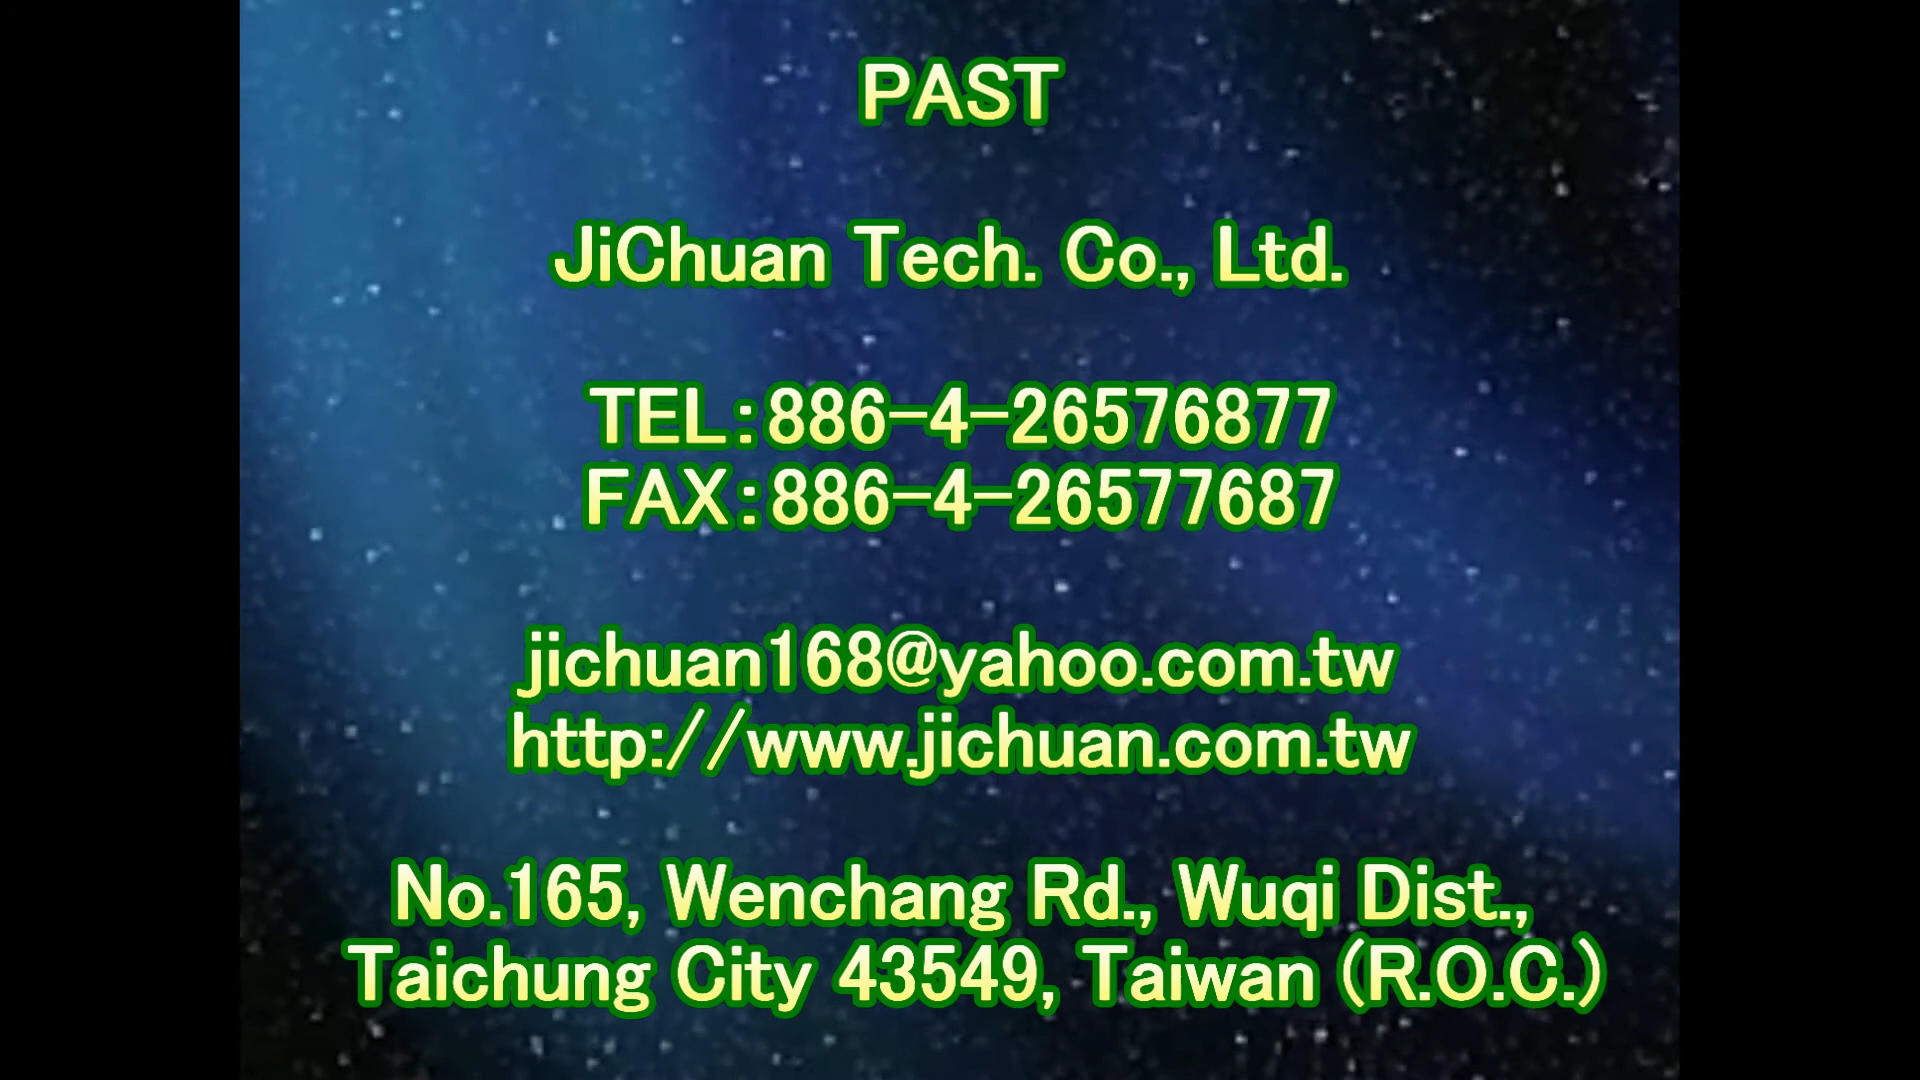 PAST
JiChuan Tech. Co., Ltd.
TEL:886-4-26576877
FAX:886-4-26577687
jichuan168@yahoo.com.tw
http://www.jichuan.com.tw
No.165, Wenchang Rd., Wuqi Dist.,
Taichung City 43549, Taiwan (R.O.C.)